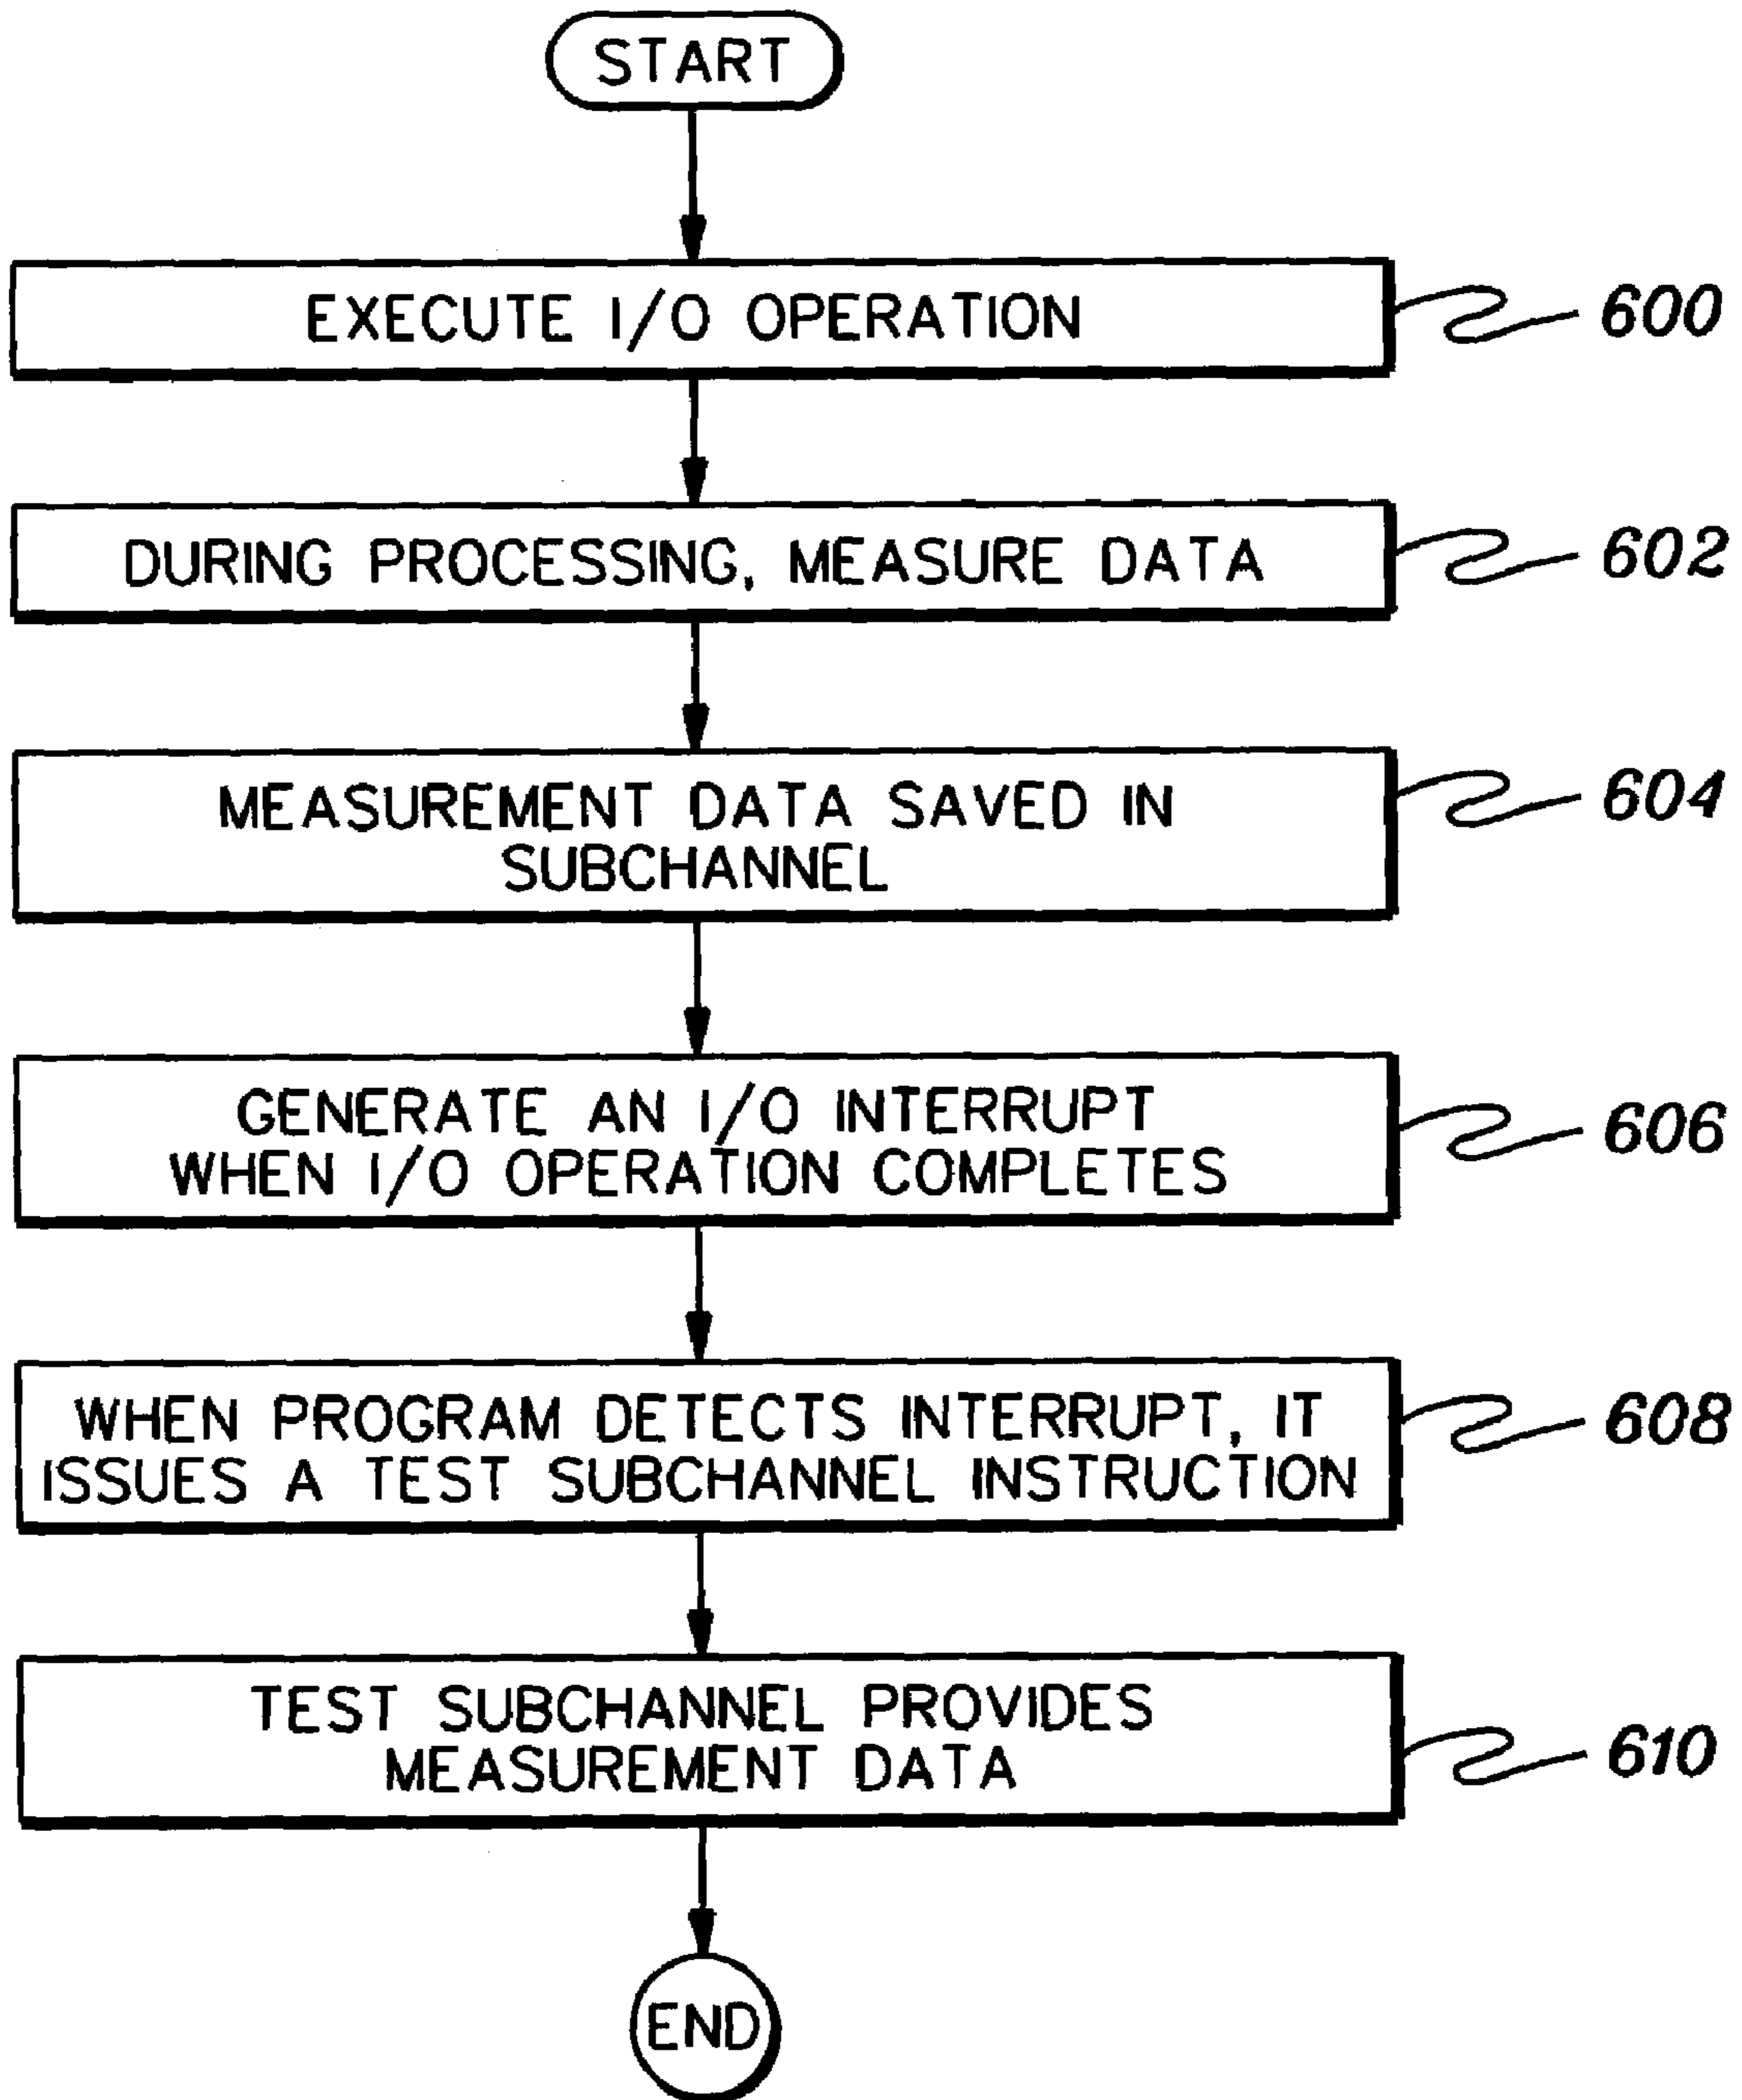 START
EXECUTE I/O OPERATION
600
DURING PROCESSING, MEASURE DATA
602
MEASUREMENT DATA SAVED IN
SUBCHANNEL
604
GENERATE AN I/O INTERRUPT
WHEN I/O OPERATION COMPLETES
606
WHEN PROGRAM DETECTS INTERRUPT, IT
ISSUES A TEST SUBCHANNEL INSTRUCTION
608
TEST SUBCHANNEL PROVIDES
MEASUREMENT DATA
610
END